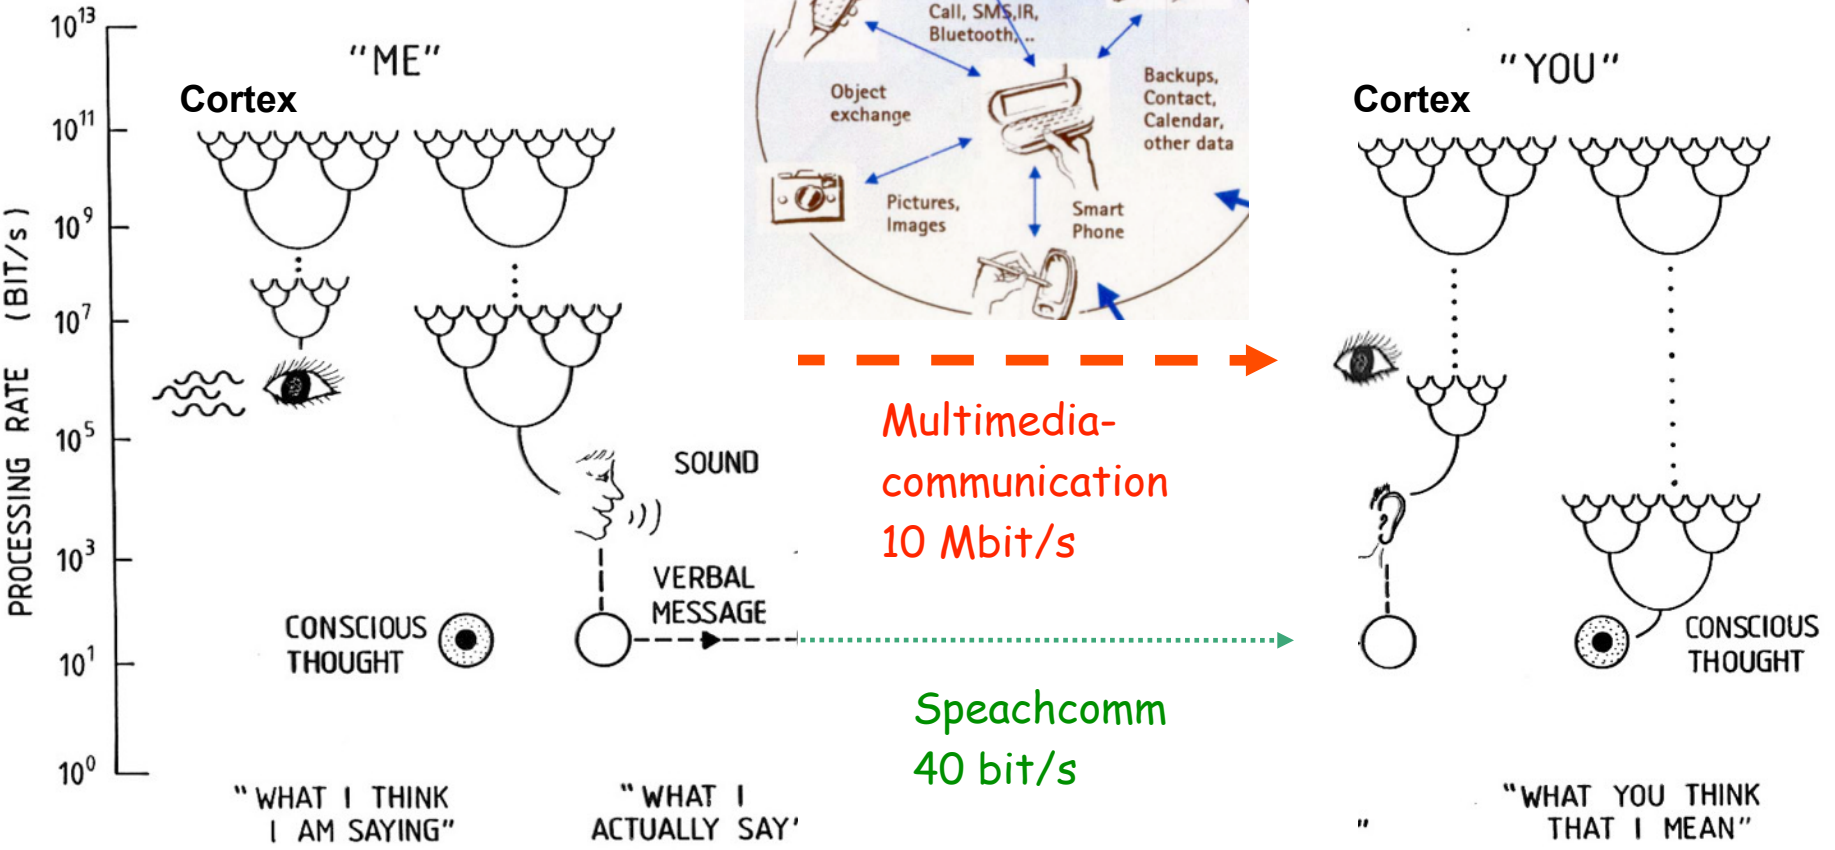 10¹³
10¹¹
10⁹
10⁷
10⁵
10³
10¹
10⁰
PROCESSING RATE (BIT/s)
"ME"
Cortex
SOUND
VERBAL
MESSAGE
CONSCIOUS
THOUGHT
"WHAT I THINK
I AM SAYING"
"WHAT I
ACTUALLY SAY'
Call, SMS,IR,
Bluetooth, ..
Object
exchange
Backups,
Contact,
Calendar,
other data
Pictures,
Images
Smart
Phone
Multimedia-
communication
10 Mbit/s
Speachcomm
40 bit/s
"YOU"
Cortex
CONSCIOUS
THOUGHT
"
"WHAT YOU THINK
THAT I MEAN"